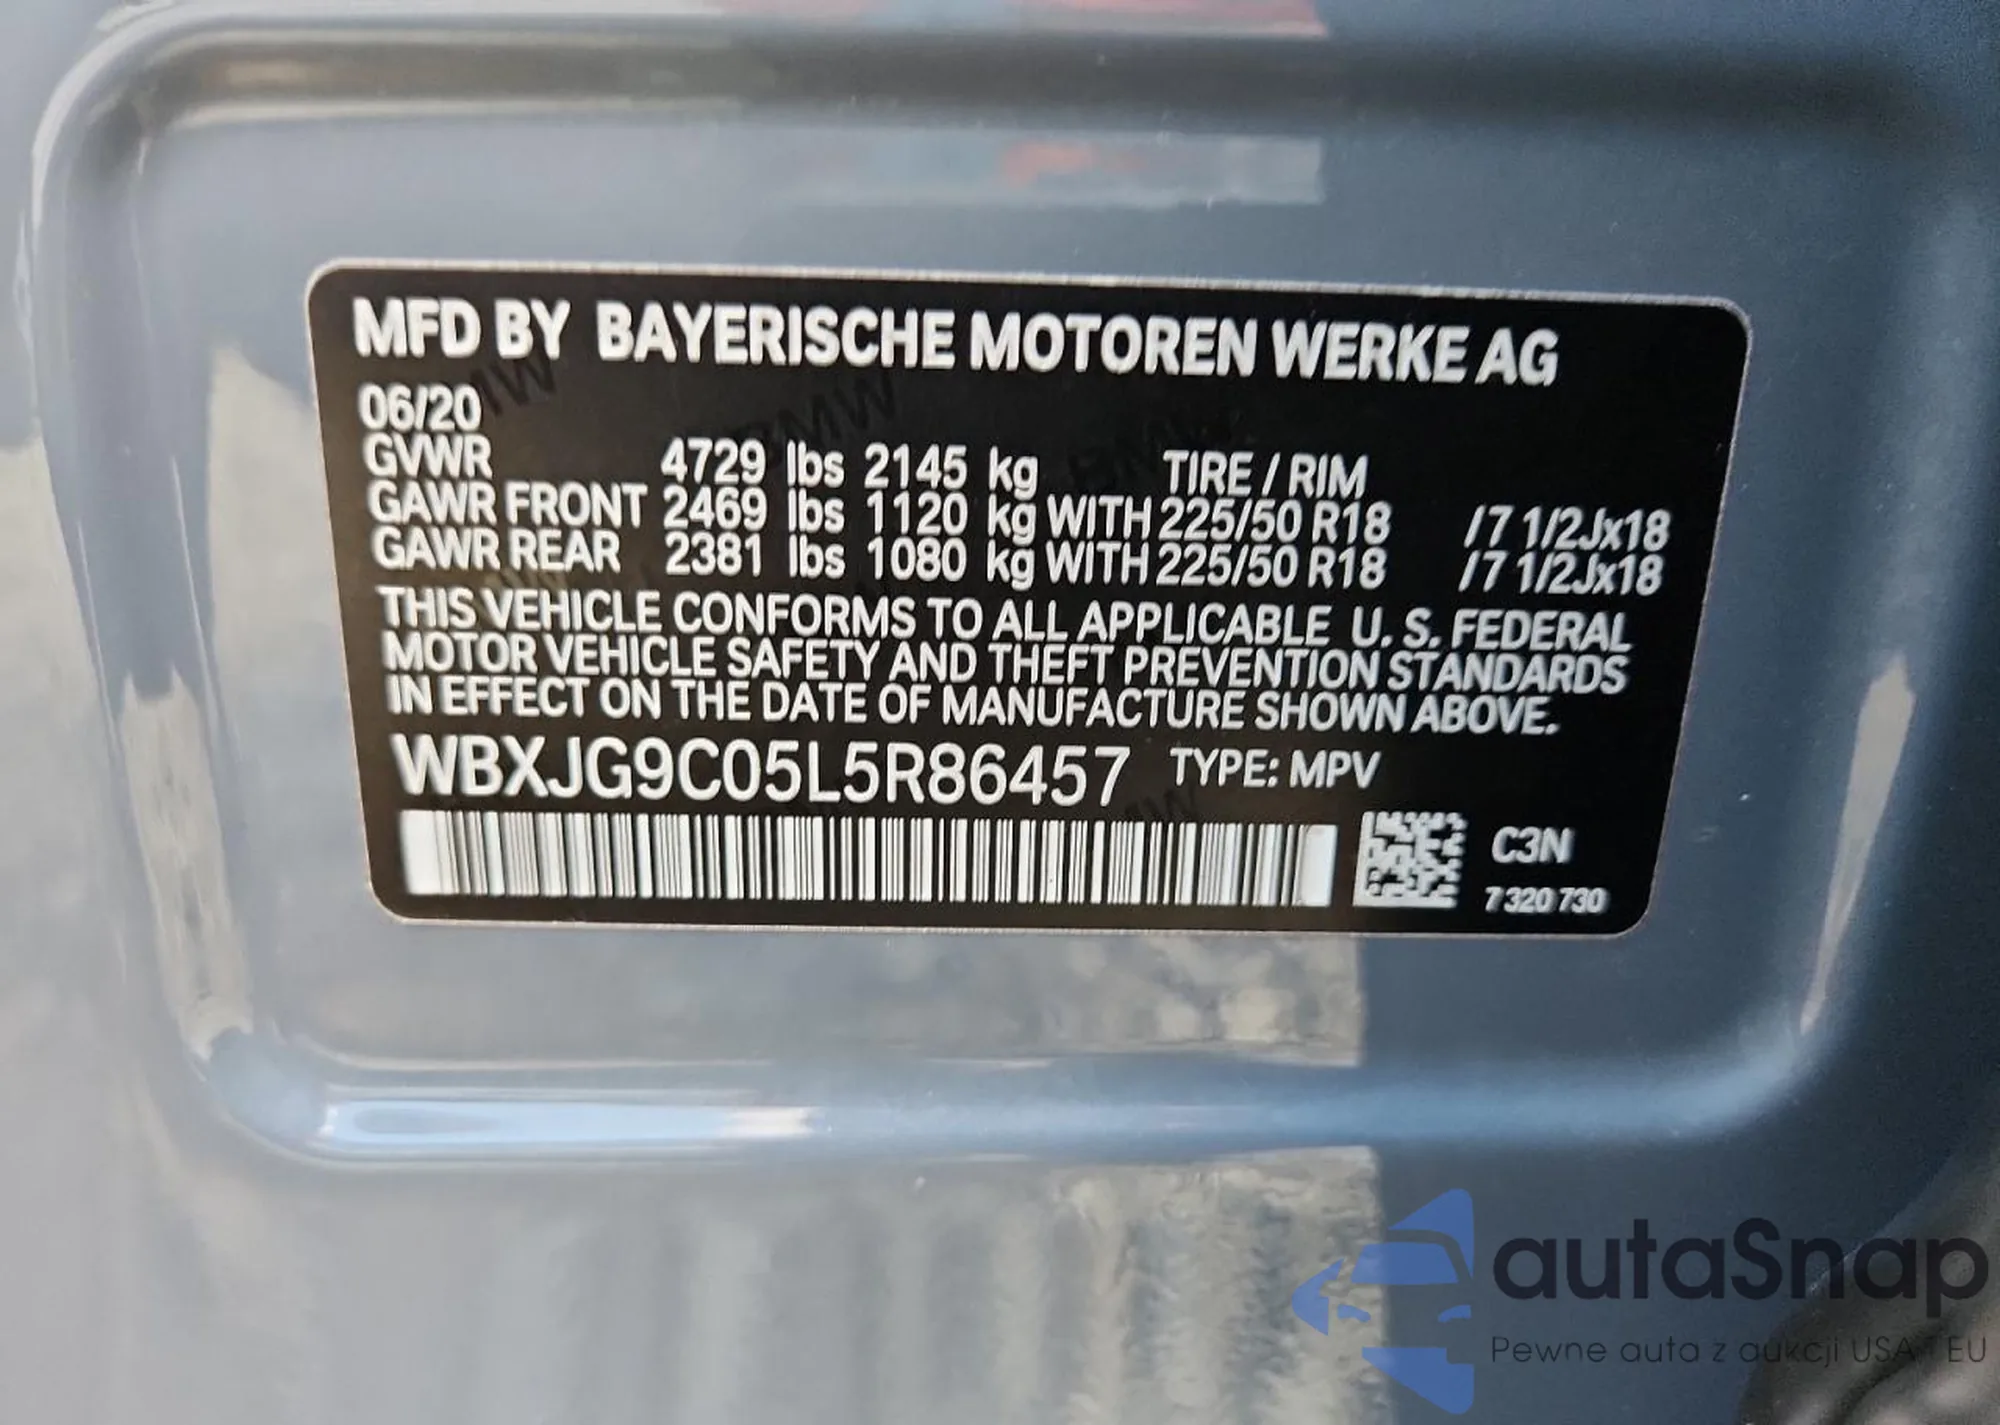 MFD BY BAYERISCHE MOTOREN WERKE AG
06/20
GVWR 4729 lbs 2145 kg TIRE / RIM
GAWR FRONT 2469 lbs 1120 kg WITH 225/50 R18 /7 1/2Jx18
GAWR REAR 2381 lbs 1080 kg WITH 225/50 R18 /7 1/2Jx18
THIS VEHICLE CONFORMS TO ALL APPLICABLE U. S. FEDERAL
MOTOR VEHICLE SAFETY AND THEFT PREVENTION STANDARDS
IN EFFECT ON THE DATE OF MANUFACTURE SHOWN ABOVE.
WBXJG9C05L5R86457 TYPE: MPV
C3N
7 320 730
autaSnap
Pewne auta z aukcji USA i EU